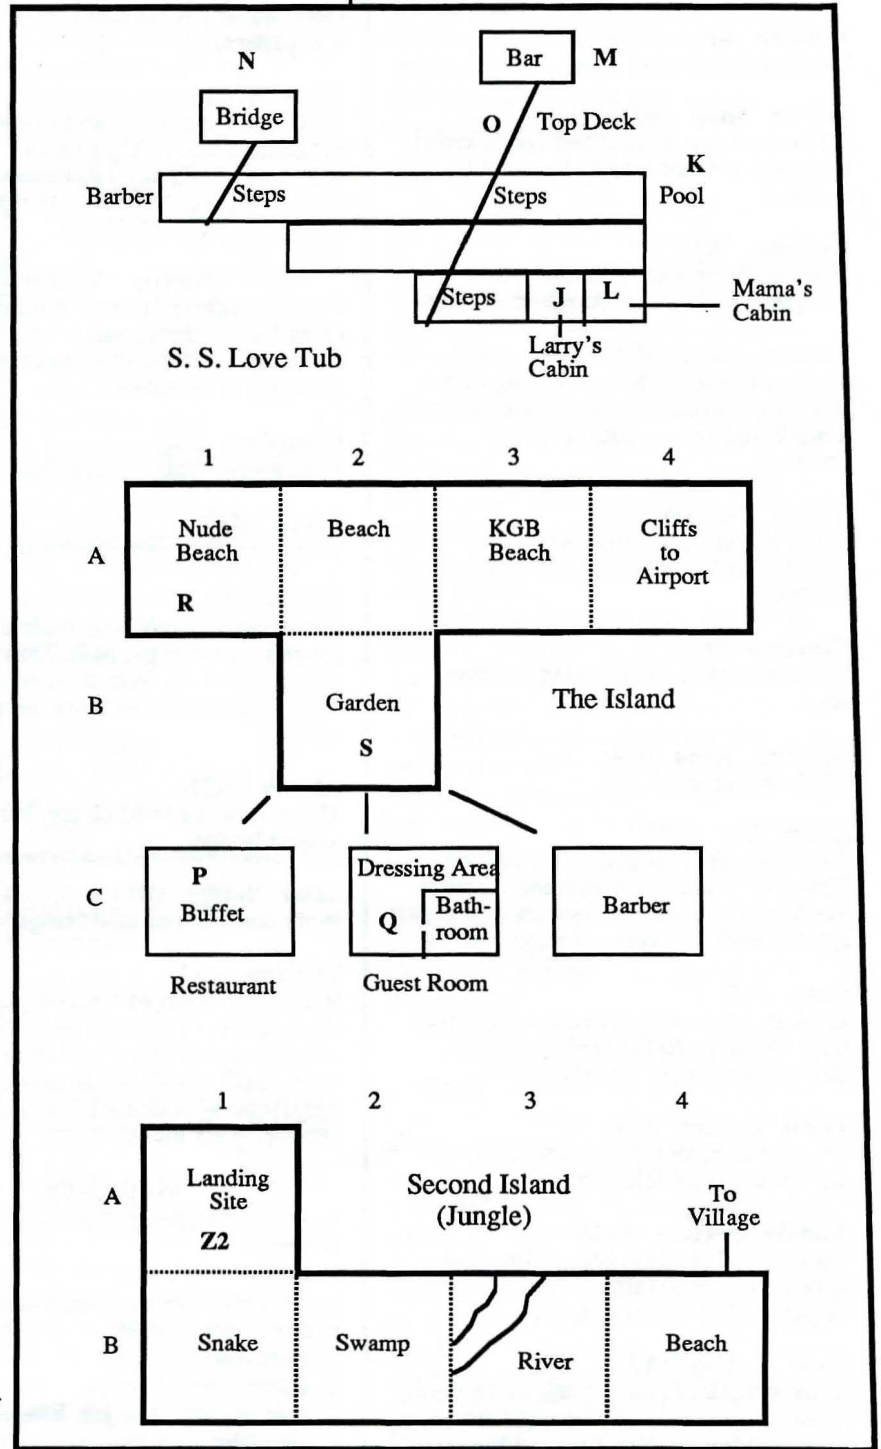 Bar M
N
Bridge
O Top Deck
K
Barber Steps Steps Pool
Steps J L Mama's
Cabin
Larry's
Cabin
S. S. Love Tub
1 2 3 4
A
Nude
Beach
R
Beach
KGB
Beach
Cliffs
to
Airport
B
Garden
S
The Island
C
P
Buffet
Restaurant
Dressing Area
Q
Bath-
room
Guest Room
Barber
1 2 3 4
A
Landing
Site
Z2
Second Island
(Jungle)
To
Village
B
Snake
Swamp
River
Beach